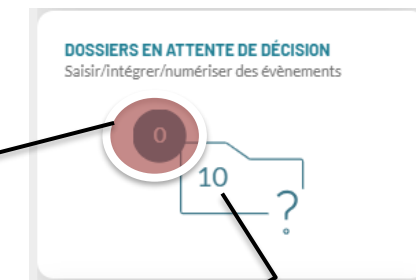 DOSSIERS EN ATTENTE DE DÉCISION
Saisir/intégrer/numériser des évènements
0
10
?